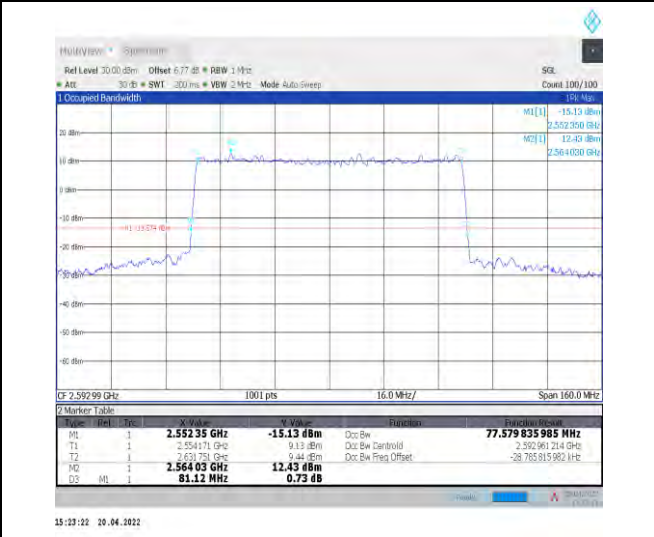 MultiView Spectrum
Ref Level 30.00 dBm Offset 6.77 dB RBW 1 MHz SGL
Att 30 dB SWT 200 ms VBW 2 MHz Mode Auto Sweep Count 100/100
1 Occupied Bandwidth 1Pk Max
M1[1] -15.13 dBm
2.552350 GHz
M2[1] 12.43 dBm
2.564030 GHz
20 dBm
10 dBm
0 dBm
-10 dBm
-20 dBm
-30 dBm
-40 dBm
-50 dBm
-60 dBm
CF 2.59299 GHz 1001 pts 16.0 MHz/ Span 160.0 MHz
2 Marker Table
Type Ref Trc X-Value Y-Value Function Function Result
M1 1 2.55235 GHz -15.13 dBm Occ Bw 77.579 835 985 MHz
T1 1 2.554171 GHz 9.13 dBm Occ Bw Centroid 2.592 961 214 GHz
T2 1 2.631751 GHz 9.44 dBm Occ Bw Freq Offset -28.785 815 982 kHz
M2 1 2.56403 GHz 12.43 dBm
D3 M1 1 81.12 MHz 0.73 dB
15:23:22 20.04.2022